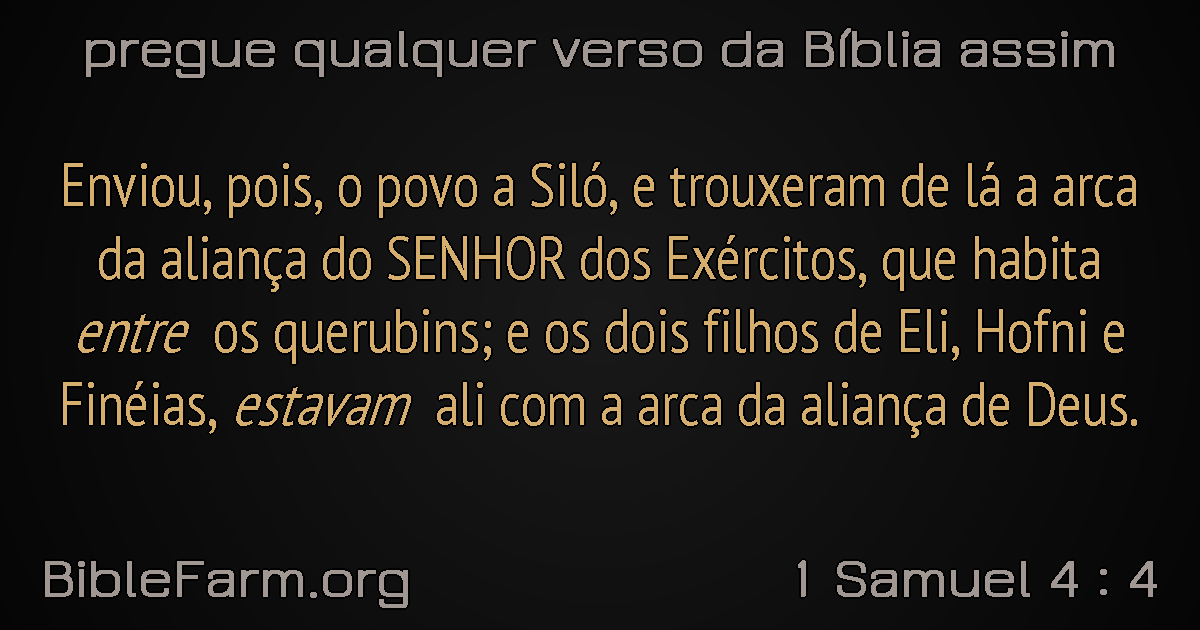 pregue qualquer verso da Bíblia assim
Enviou, pois, o povo a Siló, e trouxeram de lá a arca
da aliança do SENHOR dos Exércitos, que habita
entre os querubins; e os dois filhos de Eli, Hofni e
Finéias, estavam ali com a arca da aliança de Deus.
BibleFarm.org
1 Samuel 4 : 4